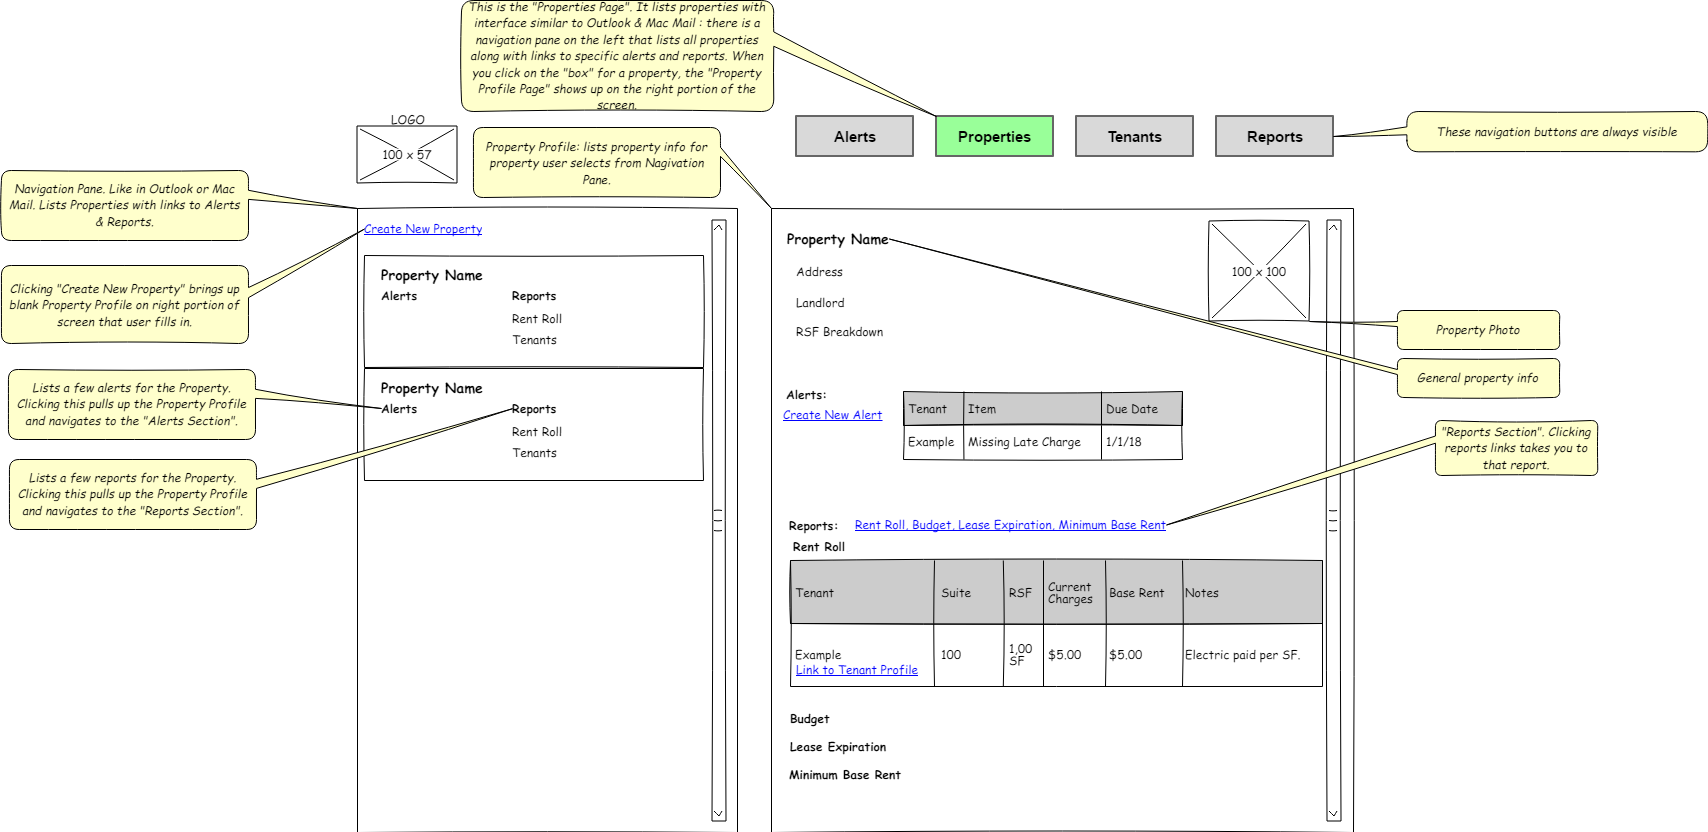 This is the "Properties Page". It lists properties with
interface similar to Outlook & Mac Mail : there is a
navigation pane on the left that lists all properties
along with links to specific alerts and reports. When
you click on the "box" for a property, the "Property
Profile Page" shows up on the right portion of the
screen.
LOGO
100 x 57
Property Profile: lists property info for
property user selects from Nagivation
Pane.
Alerts
Properties
Tenants
Reports
These navigation buttons are always visible
Navigation Pane. Like in Outlook or Mac
Mail. Lists Properties with links to Alerts
& Reports.
Clicking "Create New Property" brings up
blank Property Profile on right portion of
screen that user fills in.
Lists a few alerts for the Property.
Clicking this pulls up the Property Profile
and navigates to the "Alerts Section".
Lists a few reports for the Property.
Clicking this pulls up the Property Profile
and navigates to the "Reports Section".
Create New Property
Property Name
Alerts Reports
Rent Roll
Tenants
Property Name
Alerts Reports
Rent Roll
Tenants
Property Name
Address
Landlord
RSF Breakdown
100 x 100
Property Photo
General property info
Alerts:
Create New Alert
Tenant Item Due Date
Example Missing Late Charge 1/1/18
"Reports Section". Clicking
reports links takes you to
that report.
Reports: Rent Roll, Budget, Lease Expiration, Minimum Base Rent
Rent Roll
Tenant Suite RSF Current Charges Base Rent Notes
Example 100 1,00 SF $5.00 $5.00 Electric paid per SF.
Link to Tenant Profile
Budget
Lease Expiration
Minimum Base Rent